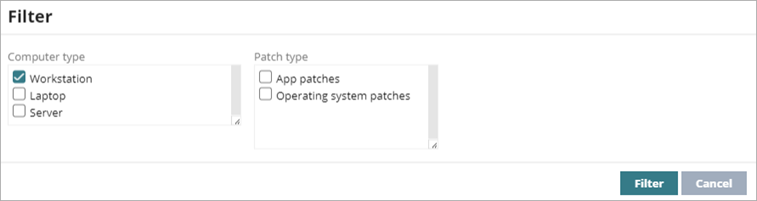 Filter
Computer type
Workstation
Laptop
Server
Patch type
App patches
Operating system patches
Filter
Cancel